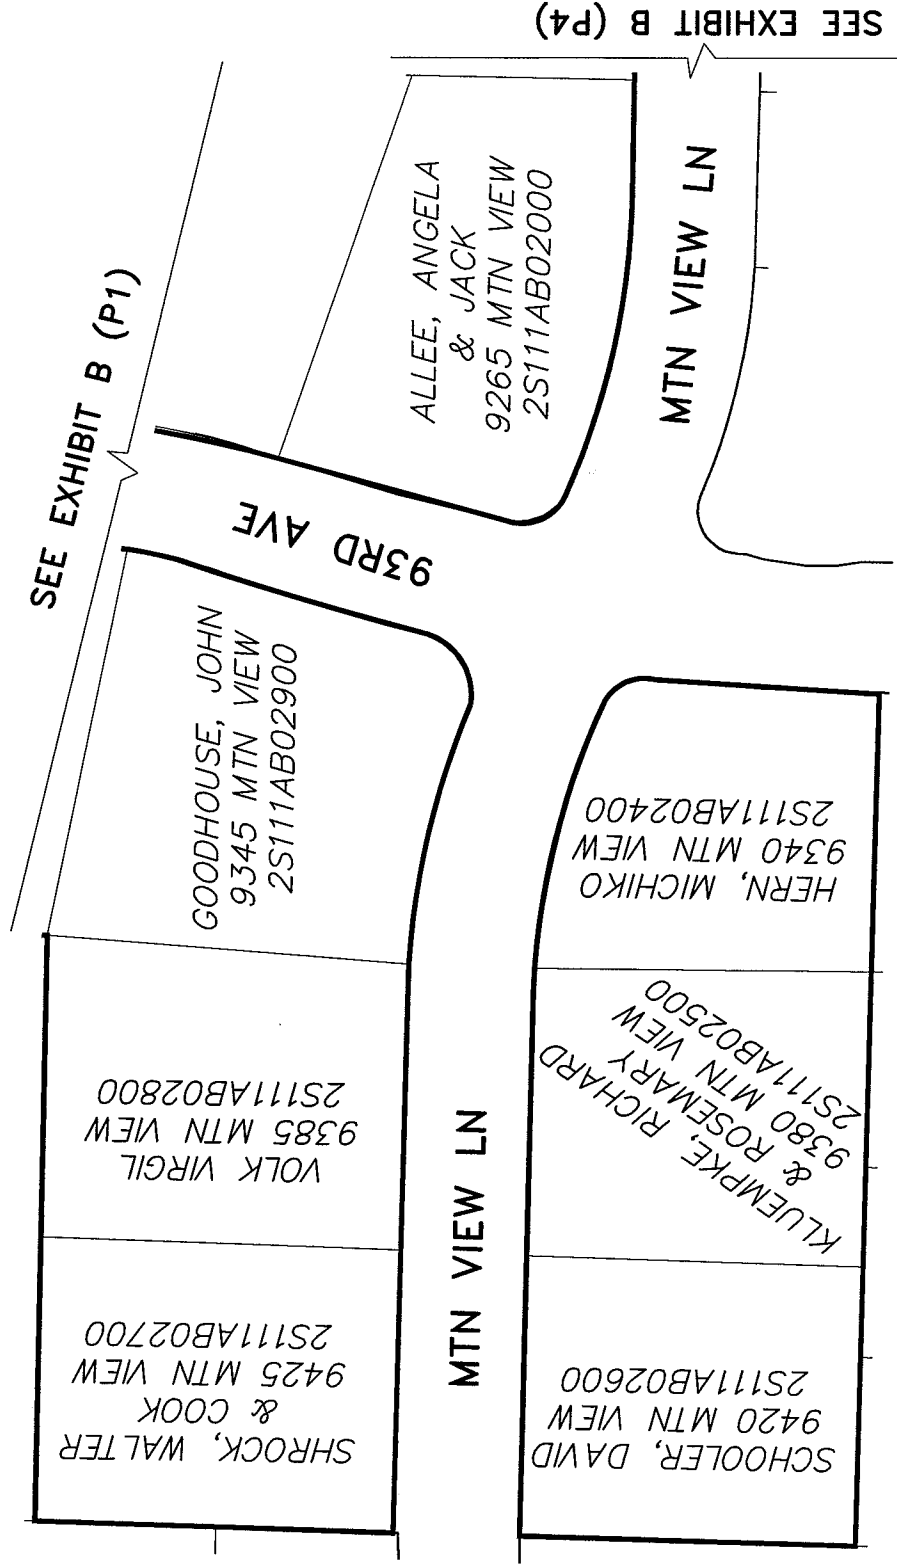 SEE EXHIBIT B (P4)
SEE EXHIBIT B (P1)
ALLEE, ANGELA
& JACK
9265 MTN VIEW
2S111AB02000
MTN VIEW LN
93RD AVE
GOODHOUSE, JOHN
9345 MTN VIEW
2S111AB02900
HERN, MICHIKO
9340 MTN VIEW
2S111AB02400
KLUEMPKE, RICHARD
& ROSEMARY
9380 MTN VIEW
2S111AB02500
VOLK VIRGIL
9385 MTN VIEW
2S111AB02800
MTN VIEW LN
SHROCK, WALTER
& COOK
9425 MTN VIEW
2S111AB02700
SCHOOLER, DAVID
9420 MTN VIEW
2S111AB02600